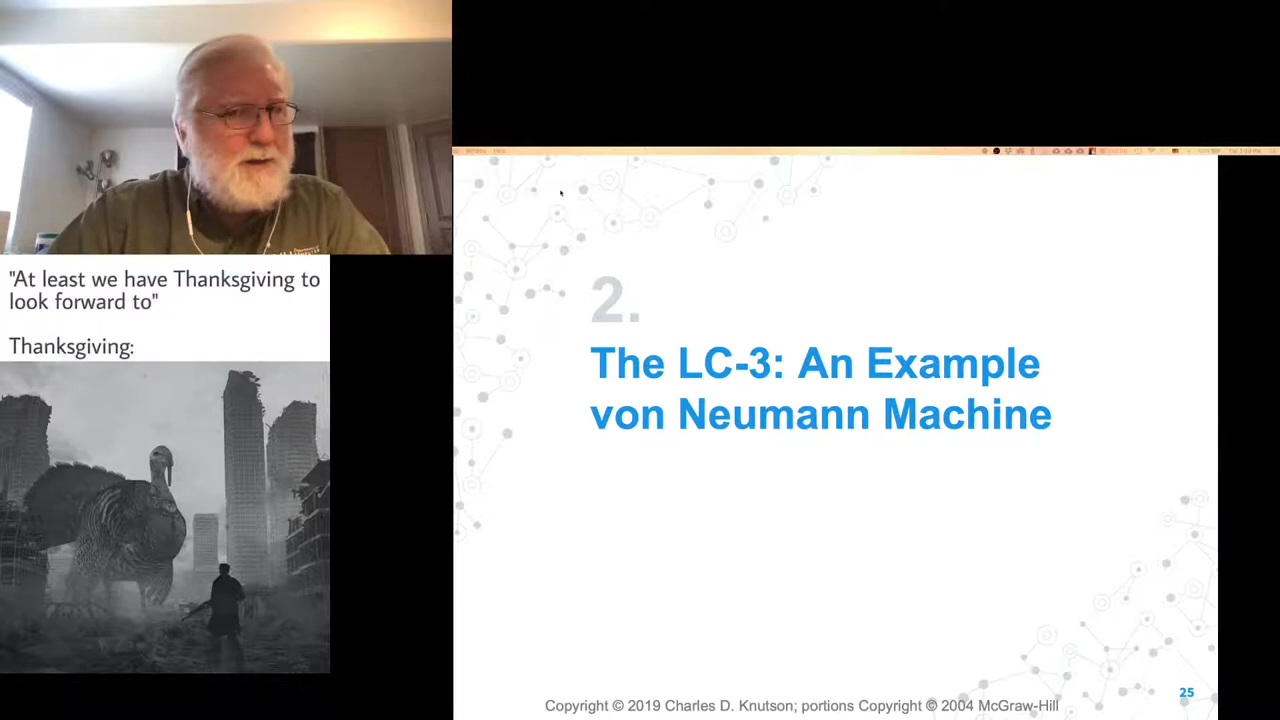 "At least we have Thanksgiving to
look forward to"
Thanksgiving:
2.
The LC-3: An Example
von Neumann Machine
25
Copyright © 2019 Charles D. Knutson; portions Copyright © 2004 McGraw-Hill